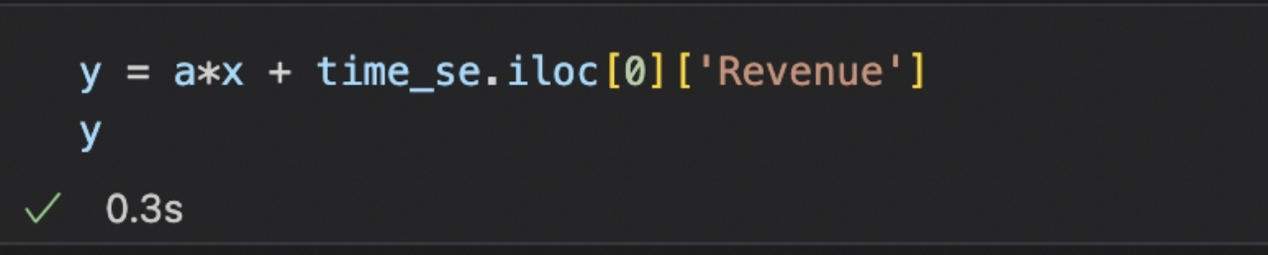 y = a*x + time_se.iloc[0]['Revenue']
y
✓ 0.3s